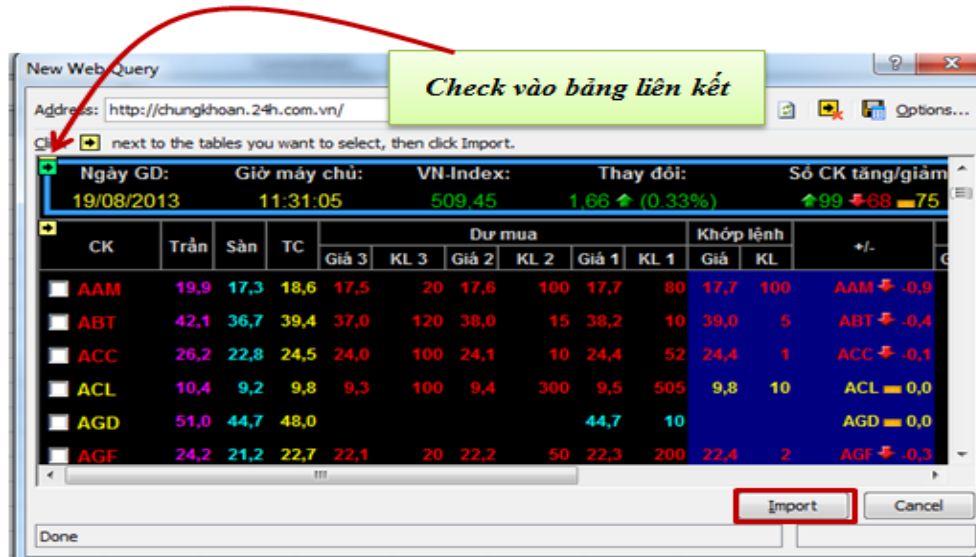 New Web Query
Check vào bảng liên kết
Address: http://chungkhoan.24h.com.vn/
Options...
next to the tables you want to select, then click Import.
Ngày GD: Giờ máy chủ: VN-Index: Thay đổi: Số CK tăng/giảm
19/08/2013 11:31:05 509,45 1,66 (0.33%) 99 68 75
CK Trần Sàn TC Dư mua Khớp lệnh +/-
Giá 3 KL 3 Giá 2 KL 2 Giá 1 KL 1 Giá KL
AAM 19,9 17,3 18,6 17,5 20 17,6 100 17,7 80 17,7 100 AAM -0,9
ABT 42,1 36,7 39,4 37,0 120 38,0 15 38,2 10 39,0 5 ABT -0,4
ACC 26,2 22,8 24,5 24,0 100 24,1 10 24,4 52 24,4 1 ACC -0,1
ACL 10,4 9,2 9,8 9,3 100 9,4 300 9,5 505 9,8 10 ACL 0,0
AGD 51,0 44,7 48,0 44,7 10 AGD 0,0
AGF 24,2 21,2 22,7 22,1 20 22,2 50 22,3 200 22,4 2 AGF -0,3
Import Cancel
Done